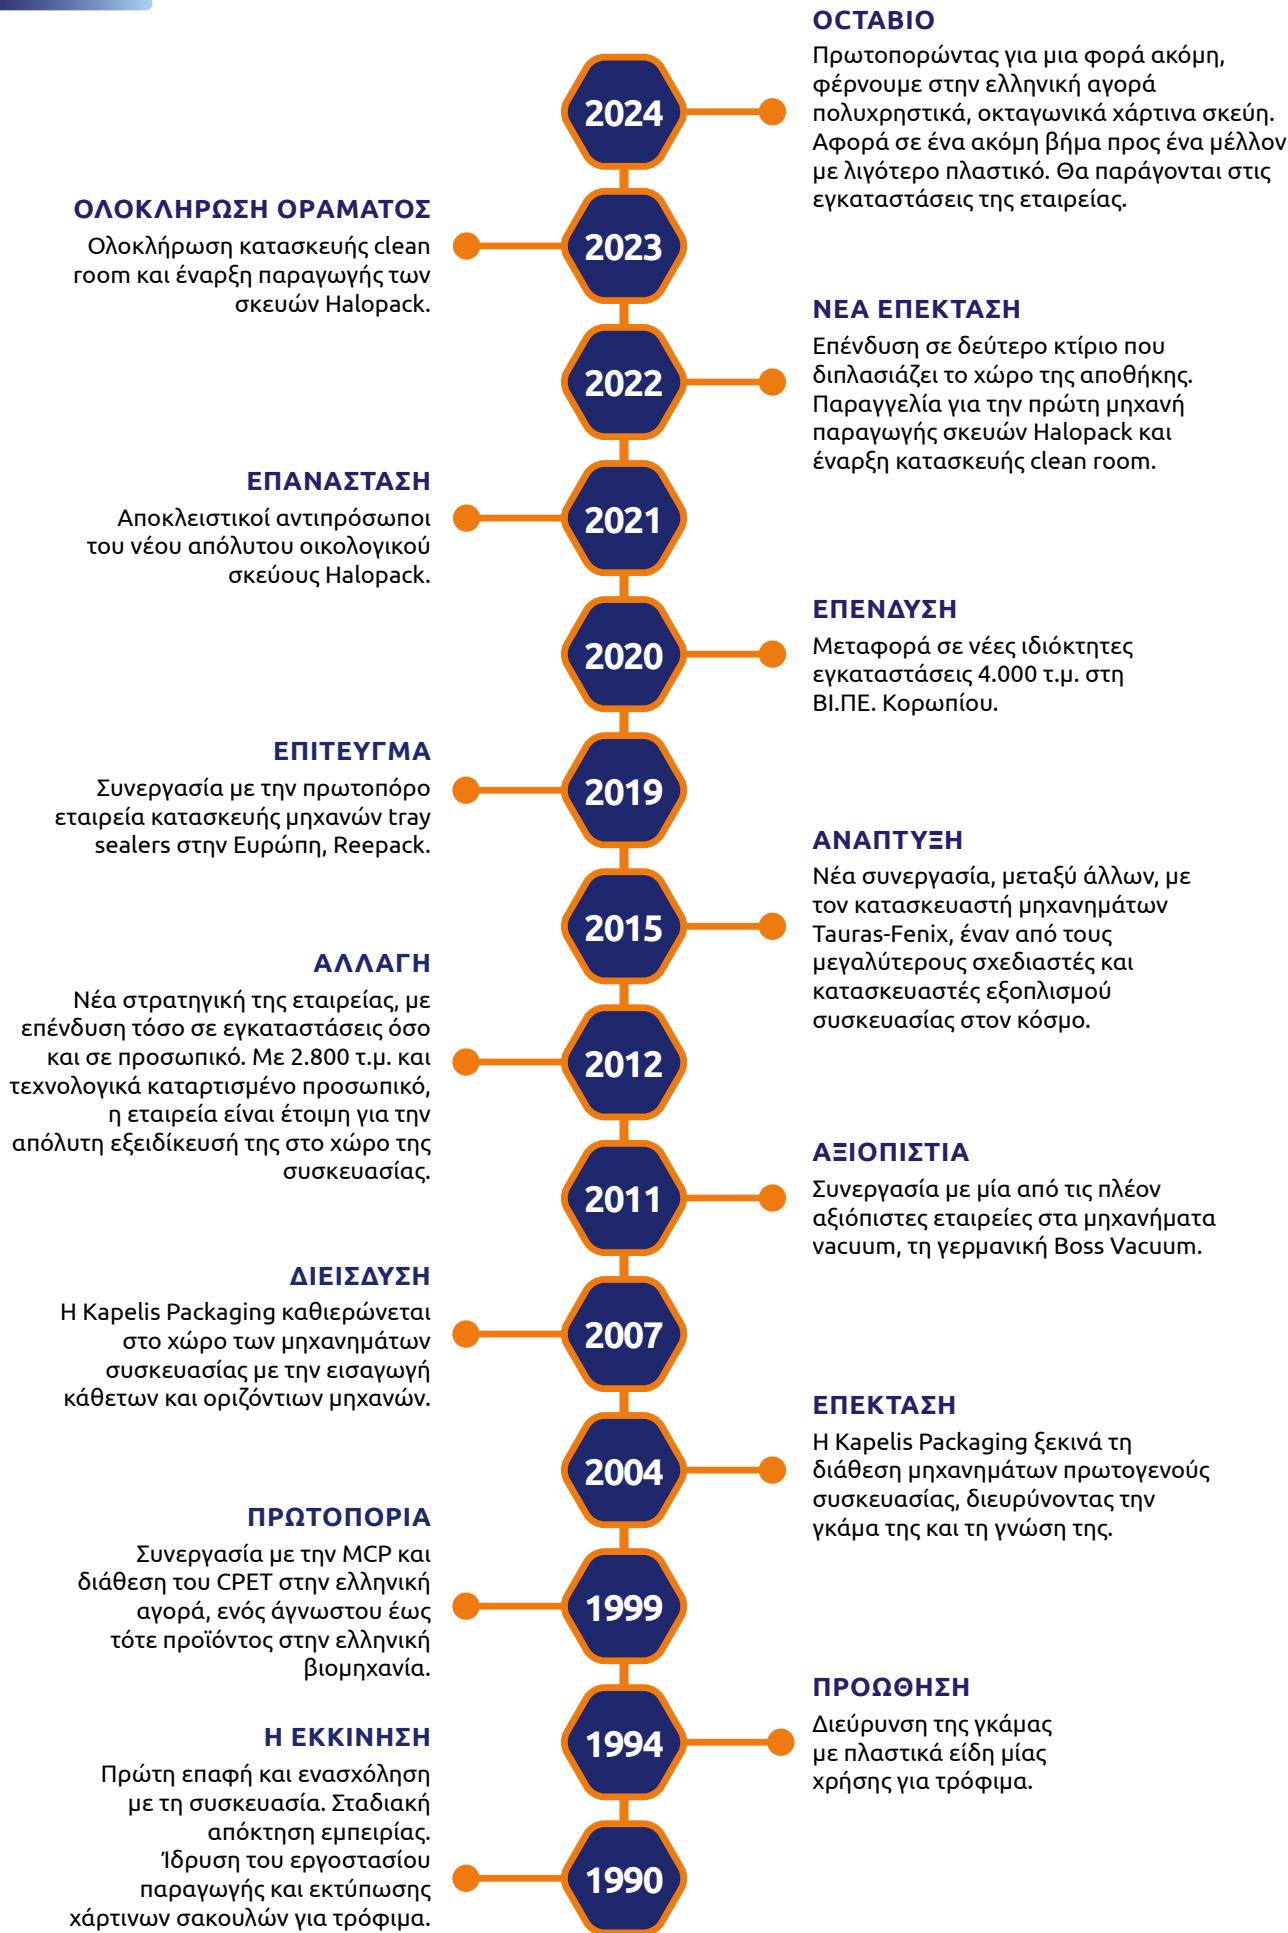 OCTABIO
Πρωτοπορώντας για μια φορά ακόμη,
φέρνουμε στην ελληνική αγορά
πολυχρηστικά, οκταγωνικά χάρτινα σκεύη.
Αφορά σε ένα ακόμη βήμα προς ένα μέλλον
με λιγότερο πλαστικό. Θα παράγονται στις
εγκαταστάσεις της εταιρείας.
2024
ΟΛΟΚΛΗΡΩΣΗ ΟΡΑΜΑΤΟΣ
Ολοκλήρωση κατασκευής clean
room και έναρξη παραγωγής των
σκευών Halopack.
2023
ΝΕΑ ΕΠΕΚΤΑΣΗ
Επένδυση σε δεύτερο κτίριο που
διπλασιάζει το χώρο της αποθήκης.
Παραγγελία για την πρώτη μηχανή
παραγωγής σκευών Halopack και
έναρξη κατασκευής clean room.
2022
ΕΠΑΝΑΣΤΑΣΗ
Αποκλειστικοί αντιπρόσωποι
του νέου απόλυτου οικολογικού
σκεύους Halopack.
2021
ΕΠΕΝΔΥΣΗ
Μεταφορά σε νέες ιδιόκτητες
εγκαταστάσεις 4.000 τ.μ. στη
ΒΙ.ΠΕ. Κορωπίου.
2020
ΕΠΙΤΕΥΓΜΑ
Συνεργασία με την πρωτοπόρο
εταιρεία κατασκευής μηχανών tray
sealers στην Ευρώπη, Reepack.
2019
ΑΝΑΠΤΥΞΗ
Νέα συνεργασία, μεταξύ άλλων, με
τον κατασκευαστή μηχανημάτων
Tauras-Fenix, έναν από τους
μεγαλύτερους σχεδιαστές και
κατασκευαστές εξοπλισμού
συσκευασίας στον κόσμο.
2015
ΑΛΛΑΓΗ
Νέα στρατηγική της εταιρείας, με
επένδυση τόσο σε εγκαταστάσεις όσο
και σε προσωπικό. Με 2.800 τ.μ. και
τεχνολογικά καταρτισμένο προσωπικό,
η εταιρεία είναι έτοιμη για την
απόλυτη εξειδίκευσή της στο χώρο της
συσκευασίας.
2012
ΑΞΙΟΠΙΣΤΙΑ
Συνεργασία με μία από τις πλέον
αξιόπιστες εταιρείες στα μηχανήματα
vacuum, τη γερμανική Boss Vacuum.
2011
ΔΙΕΙΣΔΥΣΗ
Η Kapelis Packaging καθιερώνεται
στο χώρο των μηχανημάτων
συσκευασίας με την εισαγωγή
κάθετων και οριζόντιων μηχανών.
2007
ΕΠΕΚΤΑΣΗ
Η Kapelis Packaging ξεκινά τη
διάθεση μηχανημάτων πρωτογενούς
συσκευασίας, διευρύνοντας την
γκάμα της και τη γνώση της.
2004
ΠΡΩΤΟΠΟΡΙΑ
Συνεργασία με την MCP και
διάθεση του CPET στην ελληνική
αγορά, ενός άγνωστου έως
τότε προϊόντος στην ελληνική
βιομηχανία.
1999
ΠΡΟΩΘΗΣΗ
Διεύρυνση της γκάμας
με πλαστικά είδη μίας
χρήσης για τρόφιμα.
1994
Η ΕΚΚΙΝΗΣΗ
Πρώτη επαφή και ενασχόληση
με τη συσκευασία. Σταδιακή
απόκτηση εμπειρίας.
Ίδρυση του εργοστασίου
παραγωγής και εκτύπωσης
χάρτινων σακουλών για τρόφιμα.
1990